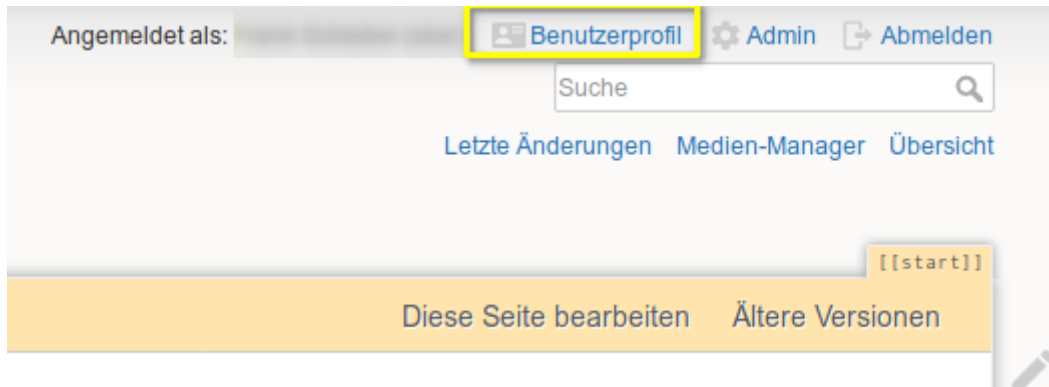 Angemeldet als: Benutzerprofil Admin Abmelden
Suche
Letzte Änderungen Medien-Manager Übersicht
[[start]]
Diese Seite bearbeiten Ältere Versionen